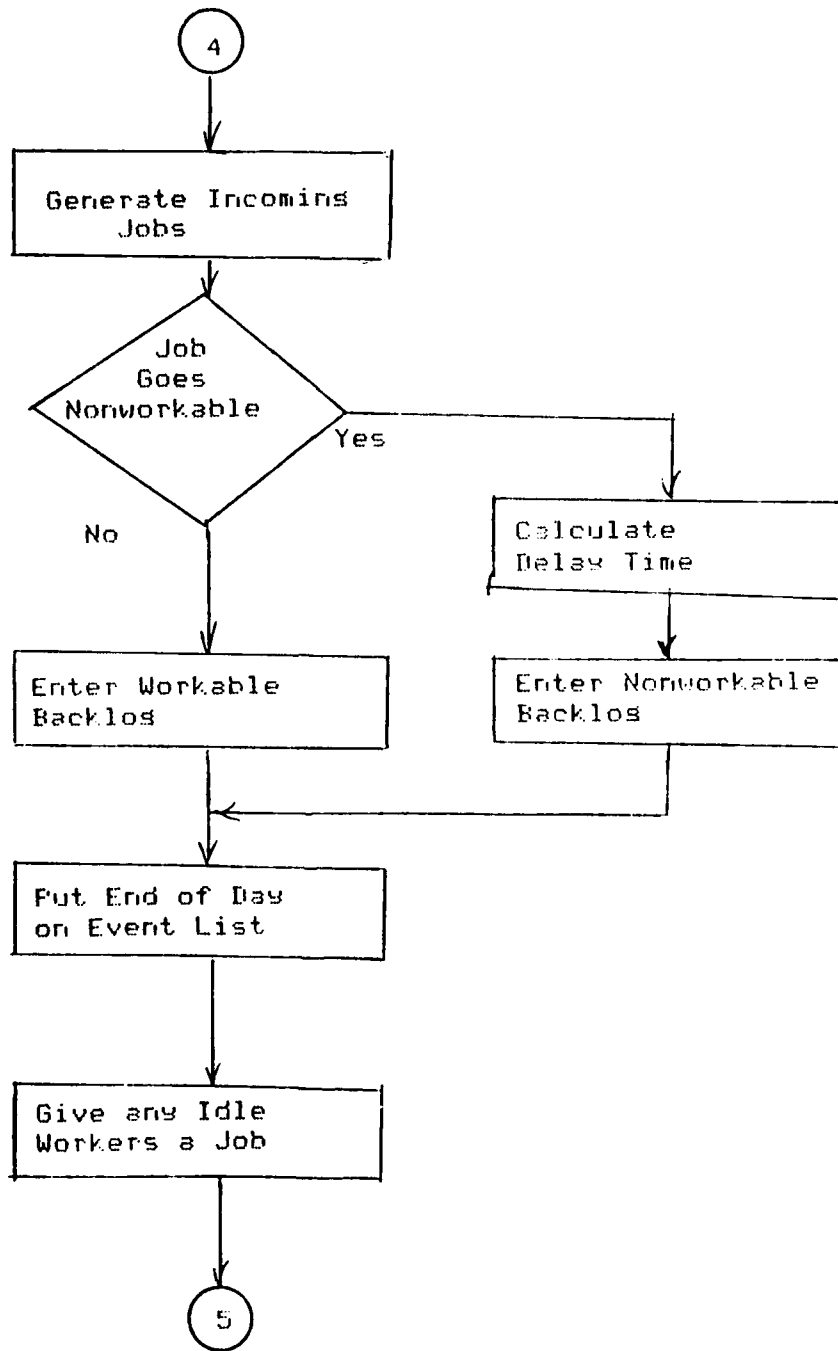 4
Generate Incoming
Jobs
Job
Goes
Nonworkable
Yes
No
Calculate
Delay Time
Enter Workable
Backlog
Enter Nonworkable
Backlog
Put End of Day
on Event List
Give any Idle
Workers a Job
5